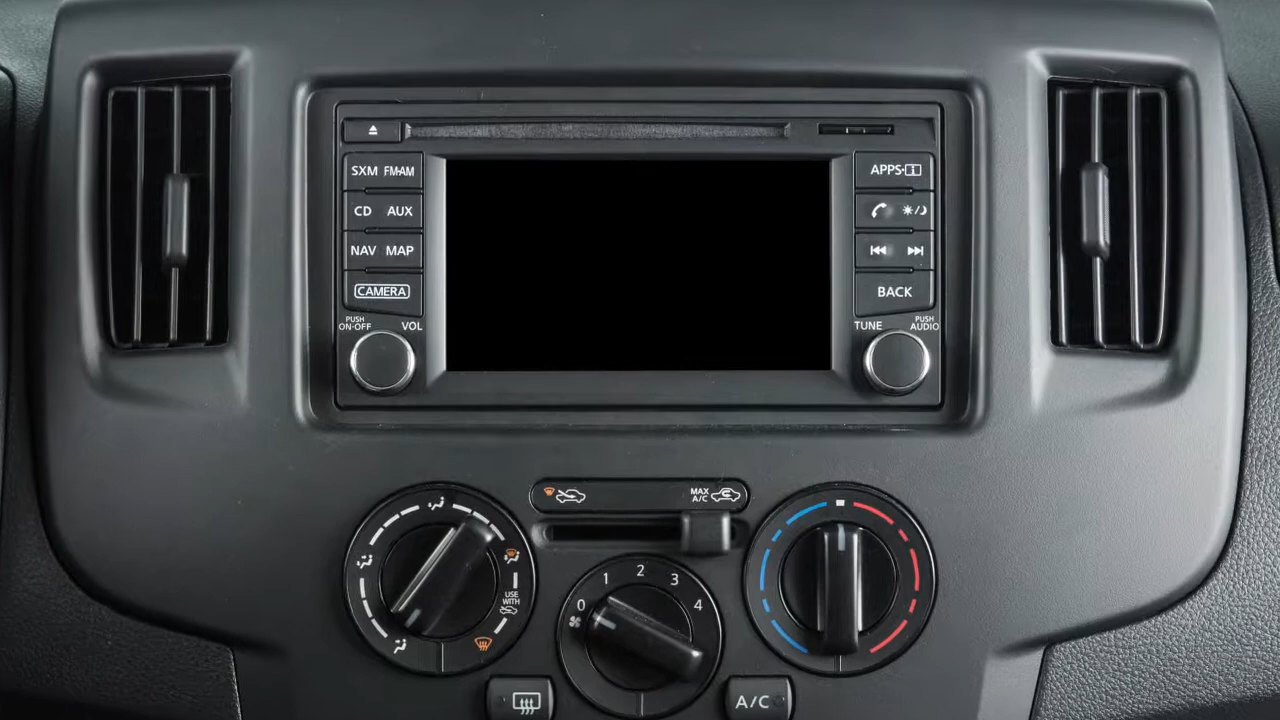 SXM FM·AM
APPS·i
CD AUX
NAV MAP
CAMERA
BACK
PUSH
ON·OFF
VOL
TUNE
PUSH
AUDIO
MAX
A/C
USE
WITH
0 1 2 3 4
A/C